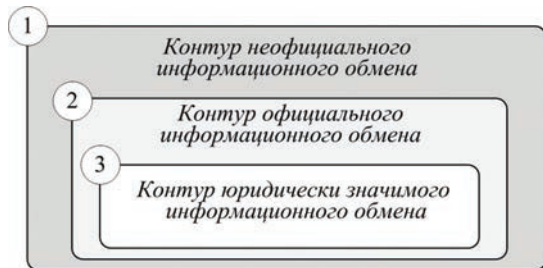 1
Контур неофициального
информационного обмена
2
Контур официального
информационного обмена
3
Контур юридически значимого
информационного обмена